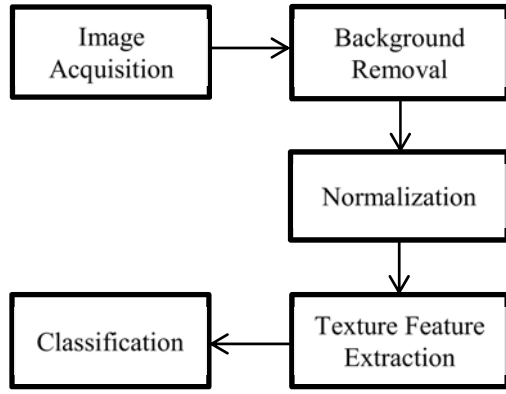 Image
Acquisition
Background
Removal
Normalization
Texture Feature
Extraction
Classification